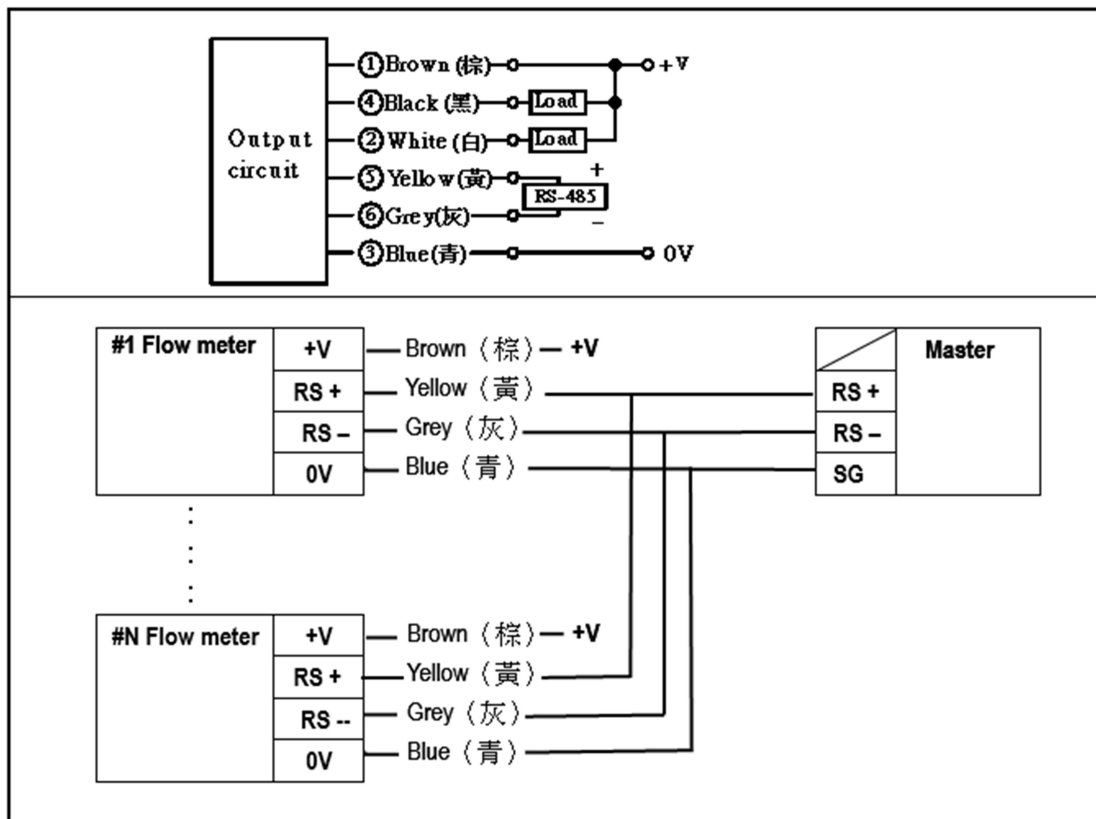 ①Brown (棕) +V
④Black (黑) Load
②White (白) Load
Output
circuit
⑤Yellow(黃) +
RS-485
⑥Grey(灰) −
③Blue(青) 0V
#1 Flow meter +V Brown（棕） +V Master
RS + Yellow（黃） RS +
RS – Grey（灰） RS –
0V Blue（青） SG
#N Flow meter +V Brown（棕） +V
RS + Yellow（黃）
RS -- Grey（灰）
0V Blue（青）